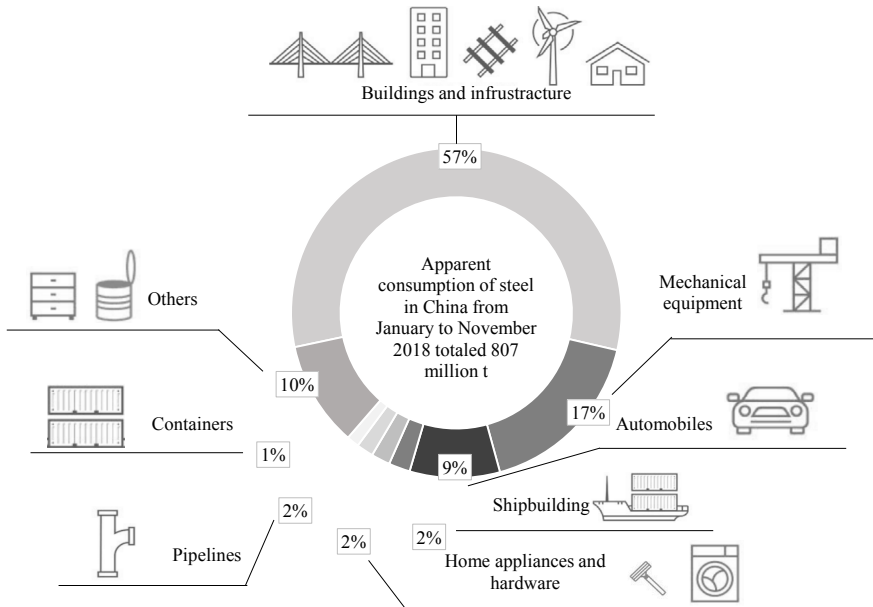 Buildings and infrustracture
57%
Apparent
consumption of steel
in China from
January to November
2018 totaled 807
million t
Mechanical
equipment
17%
Automobiles
9%
Shipbuilding
2%
Home appliances and
hardware
2%
Pipelines
2%
Containers
1%
Others
10%